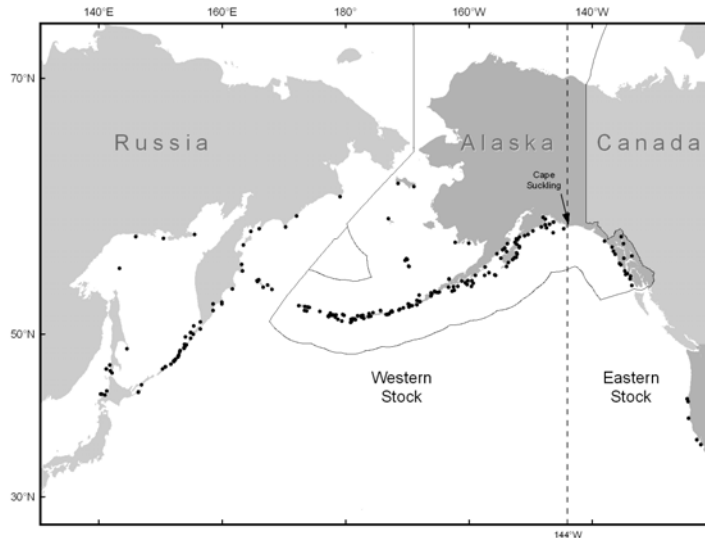 140°E 160°E 180° 160°W 140°W
70°N
Russia Alaska Canada
Cape
Suckling
50°N
Western
Stock
Eastern
Stock
30°N
144°W